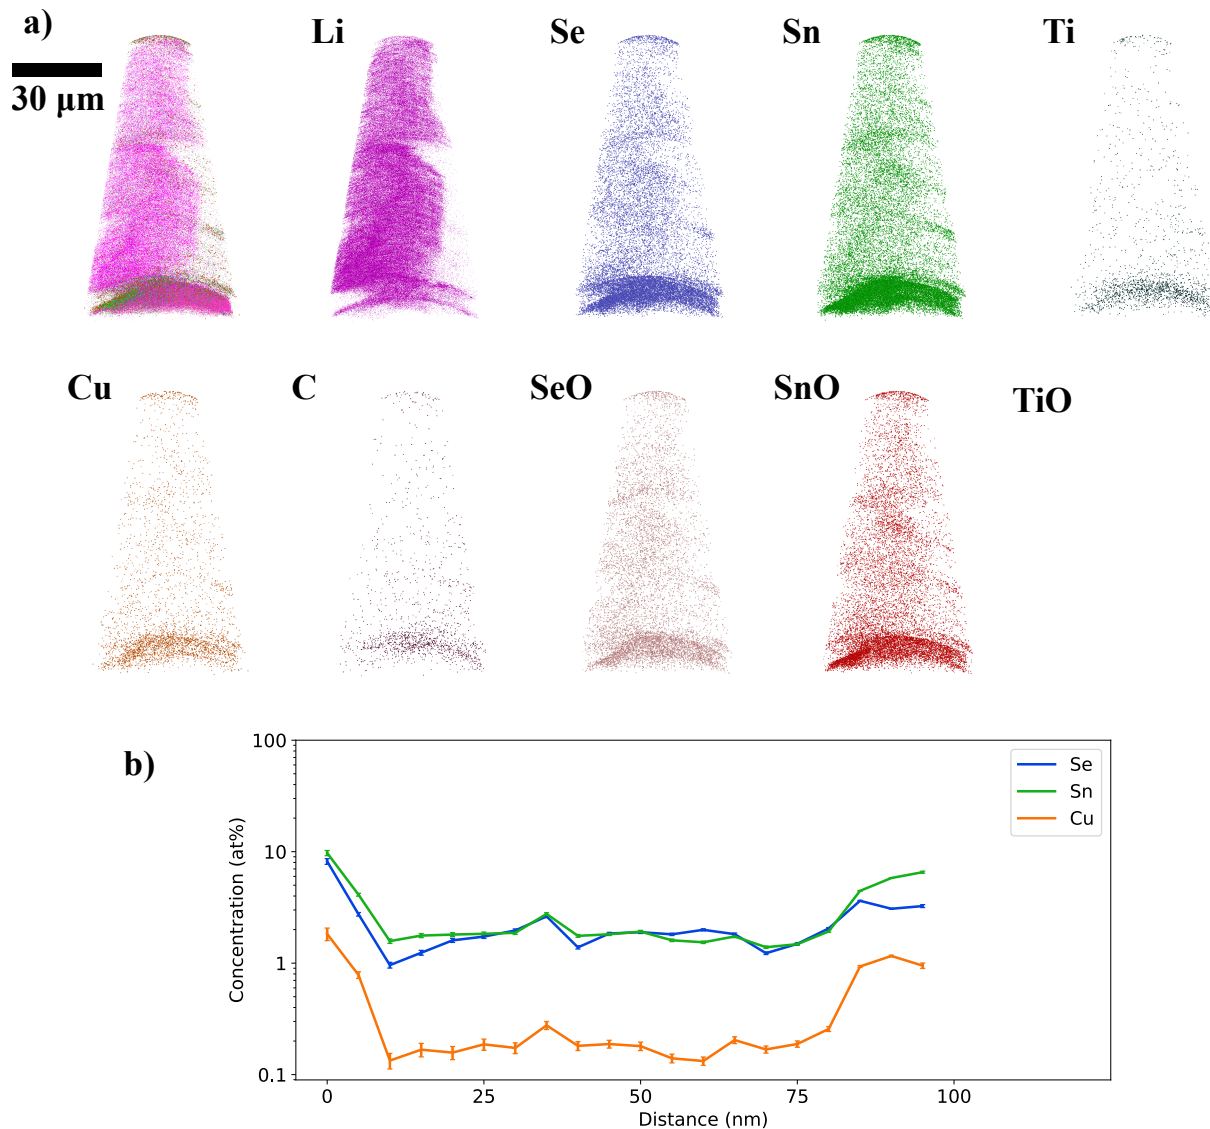 a)
Li
Se
Sn
Ti
30 µm
Cu
C
SeO
SnO
TiO
b)
100
10
1
0.1
Concentration (at%)
Se
Sn
Cu
0
25
50
75
100
Distance (nm)